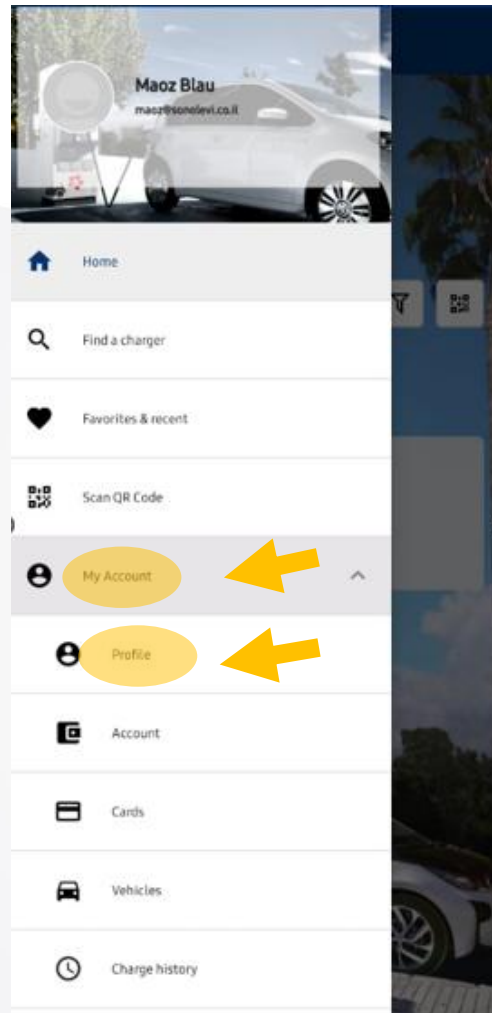 Maoz Blau
maoz@sonolevi.co.il
Home
Find a charger
Favorites & recent
Scan QR Code
My Account
Profile
Account
Cards
Vehicles
Charge history